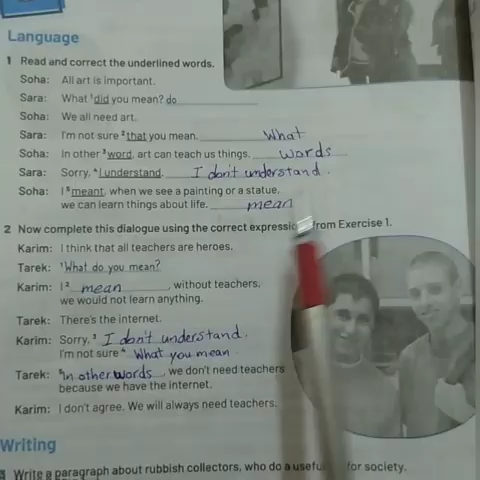 Language
1 Read and correct the underlined words.
Soha: All art is important.
Sara: What ¹did you mean? do
Soha: We all need art.
Sara: I'm not sure ²that you mean. What
Soha: In other ³word, art can teach us things. words
Sara: Sorry. ⁴I understand. I don't understand.
Soha: I ⁵meant, when we see a painting or a statue,
we can learn things about life. mean
2 Now complete this dialogue using the correct from Exercise 1.
Karim: I think that all teachers are heroes.
Tarek: ¹What do you mean?
Karim: I ² mean, without teachers,
we would not learn anything.
Tarek: There's the internet.
Karim: Sorry, ³ I don't understand.
I'm not sure ⁴ What you mean.
Tarek: ⁵In other words, we don't need teachers
because we have the internet.
Karim: I don't agree. We will always need teachers.
Writing
3 Write a paragraph about rubbish collectors, who do a for society.